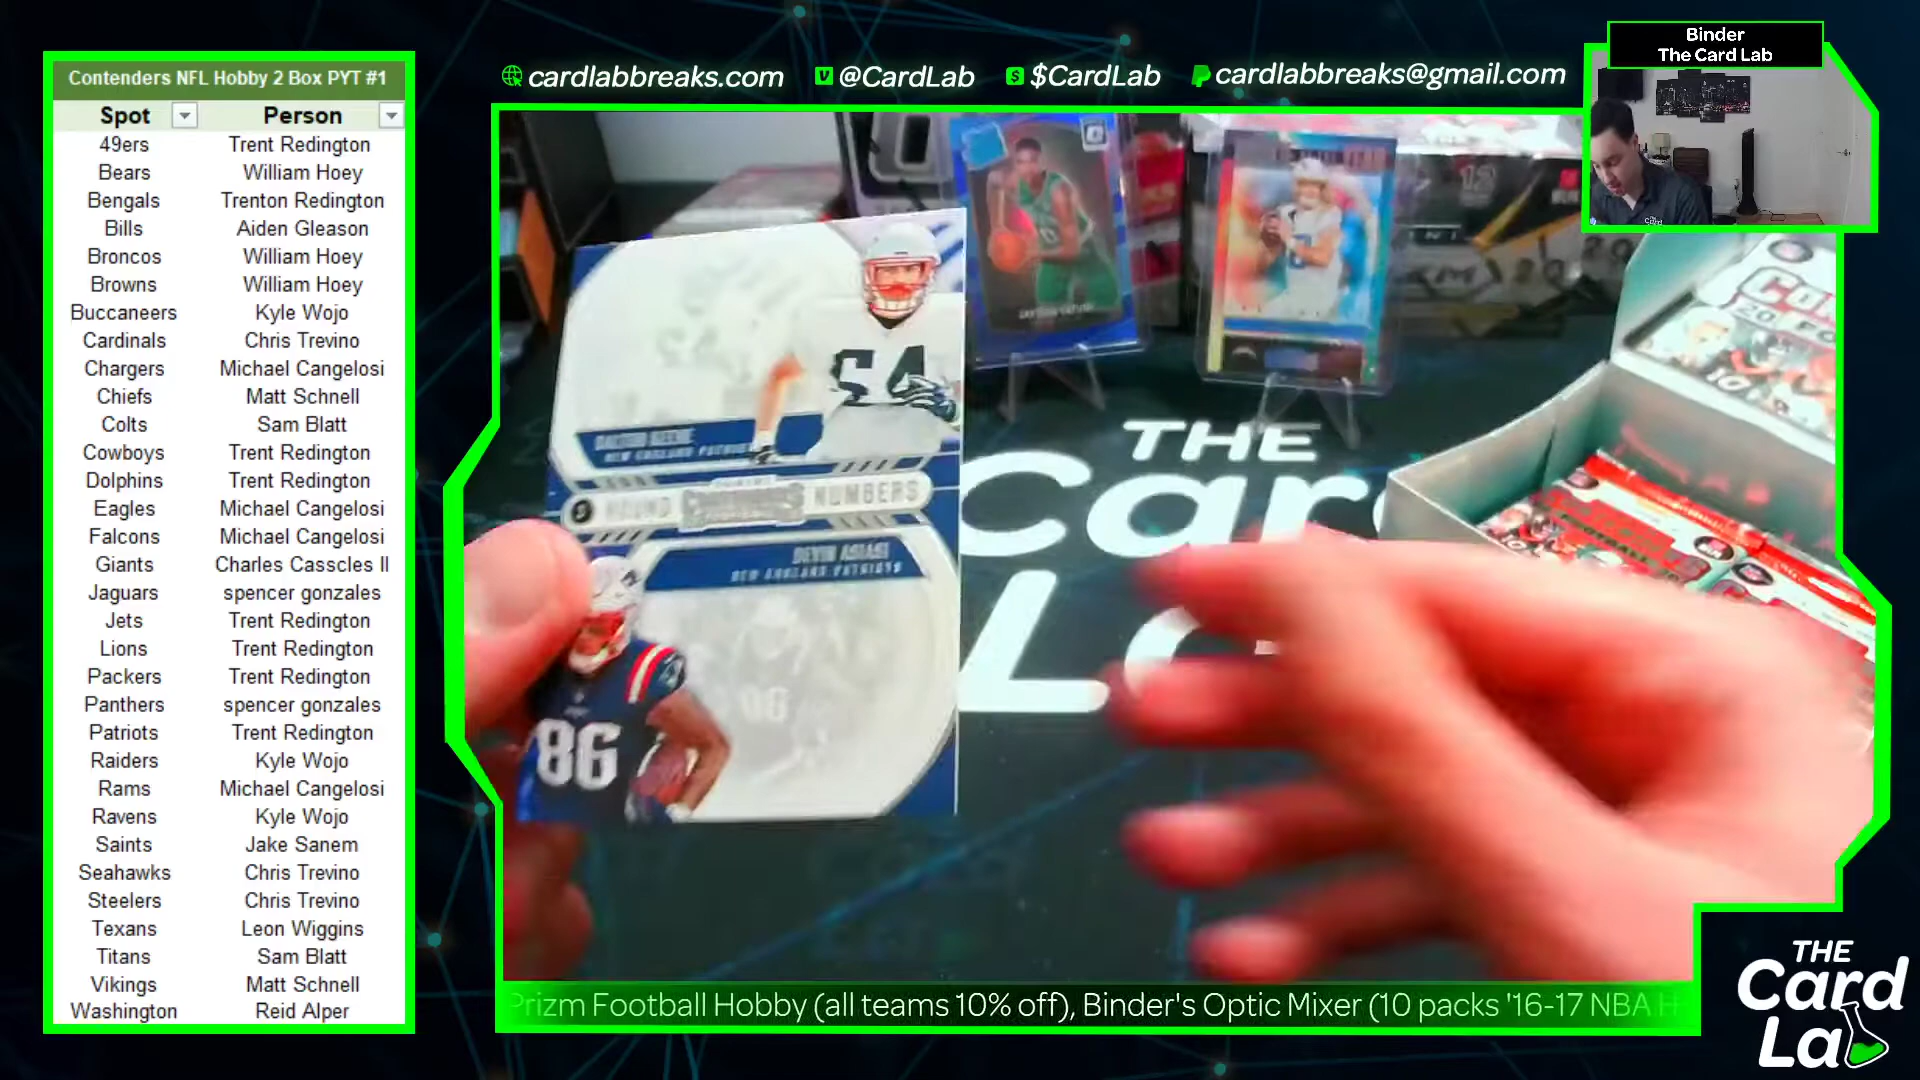 Contenders NFL Hobby 2 Box PYT #1
Spot Person
49ers Trent Redington
Bears William Hoey
Bengals Trenton Redington
Bills Aiden Gleason
Broncos William Hoey
Browns William Hoey
Buccaneers Kyle Wojo
Cardinals Chris Trevino
Chargers Michael Cangelosi
Chiefs Matt Schnell
Colts Sam Blatt
Cowboys Trent Redington
Dolphins Trent Redington
Eagles Michael Cangelosi
Falcons Michael Cangelosi
Giants Charles Casscles II
Jaguars spencer gonzales
Jets Trent Redington
Lions Trent Redington
Packers Trent Redington
Panthers spencer gonzales
Patriots Trent Redington
Raiders Kyle Wojo
Rams Michael Cangelosi
Ravens Kyle Wojo
Saints Jake Sanem
Seahawks Chris Trevino
Steelers Chris Trevino
Texans Leon Wiggins
Titans Sam Blatt
Vikings Matt Schnell
Washington Reid Alper
cardlabbreaks.com @CardLab $CardLab cardlabbreaks@gmail.com
Binder
The Card Lab
54
NEW ENGLAND
ROUND CONTENDERS NUMBERS
DEVIN ASIASI
NEW ENGLAND PATRIOTS
86
THE
Car
L
Prizm Football Hobby (all teams 10% off), Binder's Optic Mixer (10 packs '16-17 NBA H
THE
Card
La